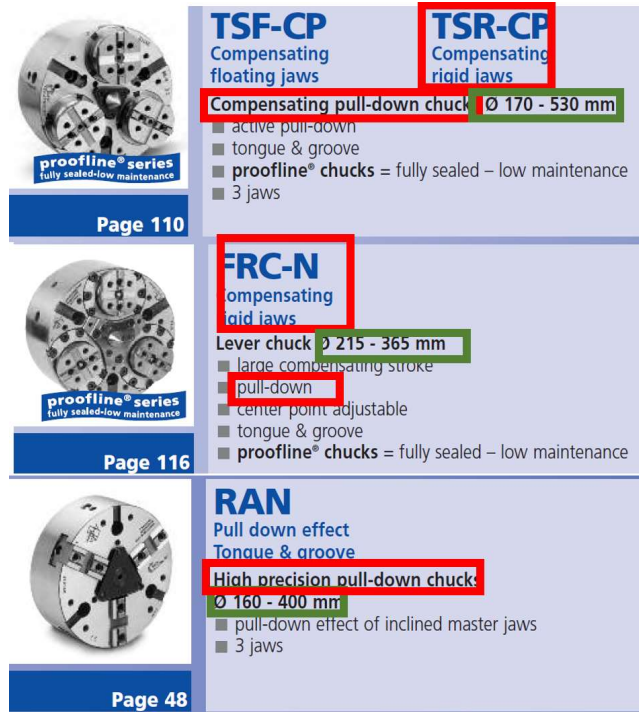 TSF-CP
Compensating
floating jaws
TSR-CP
Compensating
rigid jaws
Compensating pull-down chuck Ø 170 - 530 mm
■ active pull-down
■ tongue & groove
■ proofline® chucks = fully sealed – low maintenance
■ 3 jaws
proofline® series
fully sealed-low maintenance
Page 110
FRC-N
Compensating
rigid jaws
Lever chuck Ø 215 - 365 mm
■ large compensating stroke
■ pull-down
■ center point adjustable
■ tongue & groove
■ proofline® chucks = fully sealed – low maintenance
proofline® series
fully sealed-low maintenance
Page 116
RAN
Pull down effect
Tongue & groove
High precision pull-down chucks
Ø 160 - 400 mm
■ pull-down effect of inclined master jaws
■ 3 jaws
Page 48